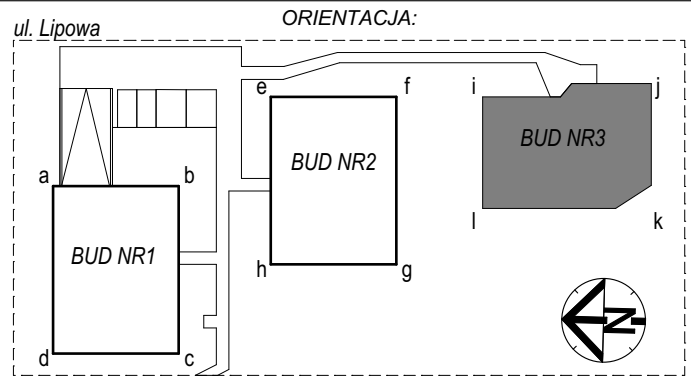 ORIENTACJA:
ul. Lipowa
e f i j
BUD NR3
BUD NR2
a b
l k
BUD NR1
h g
N
d c